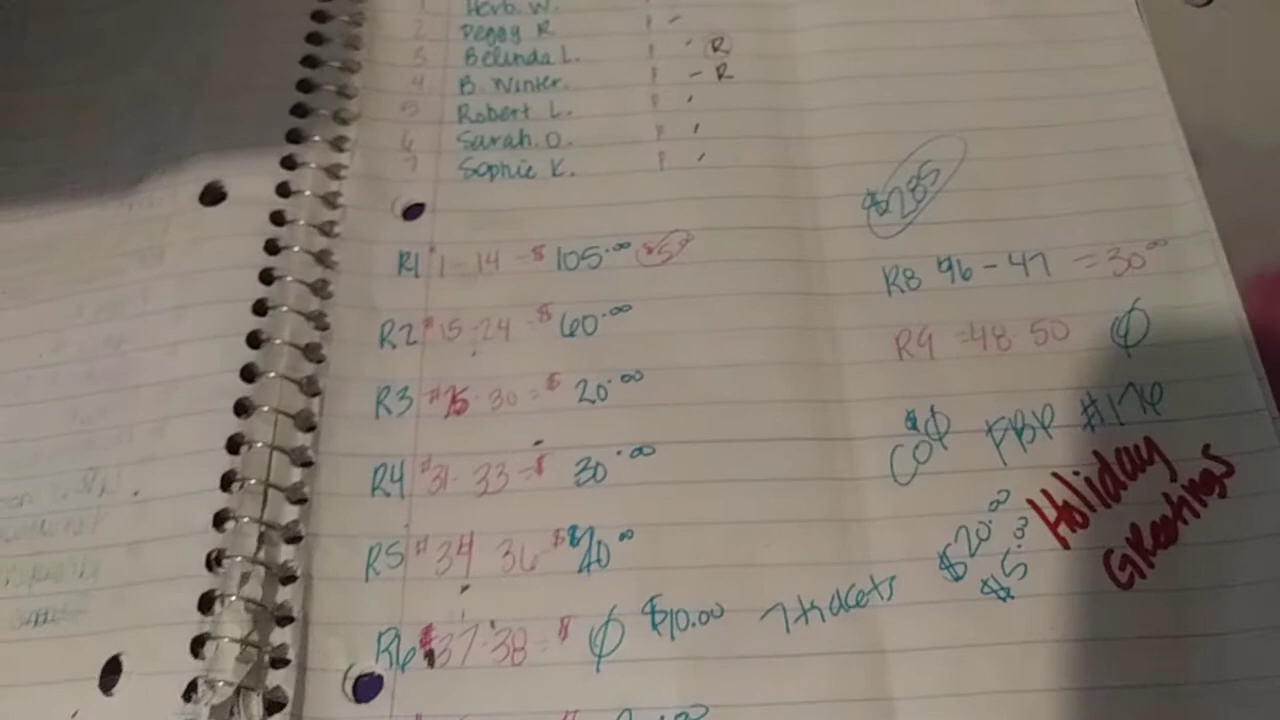 1 Herb. W.
2 Peggy R
3 Belinda L. R
4 B. Winter. - R
5 Robert L.
6 Sarah. O.
7 Sophie K.
$285
R1 #1 - 14 = $ 105.00 $5
R2 #15 - 24 = $ 60.00
R3 #25 - 30 = $ 20.00
R4 #31 - 33 = $ 30.00
R5 #34 36 $ 40.00
R6 #37 - 38 = $ Ø $10.00 7 tickets
R8 46 - 47 = 30.00
R9 = 48 50 Ø
FBP #176
$20.00
$5.
Holiday
Greetings